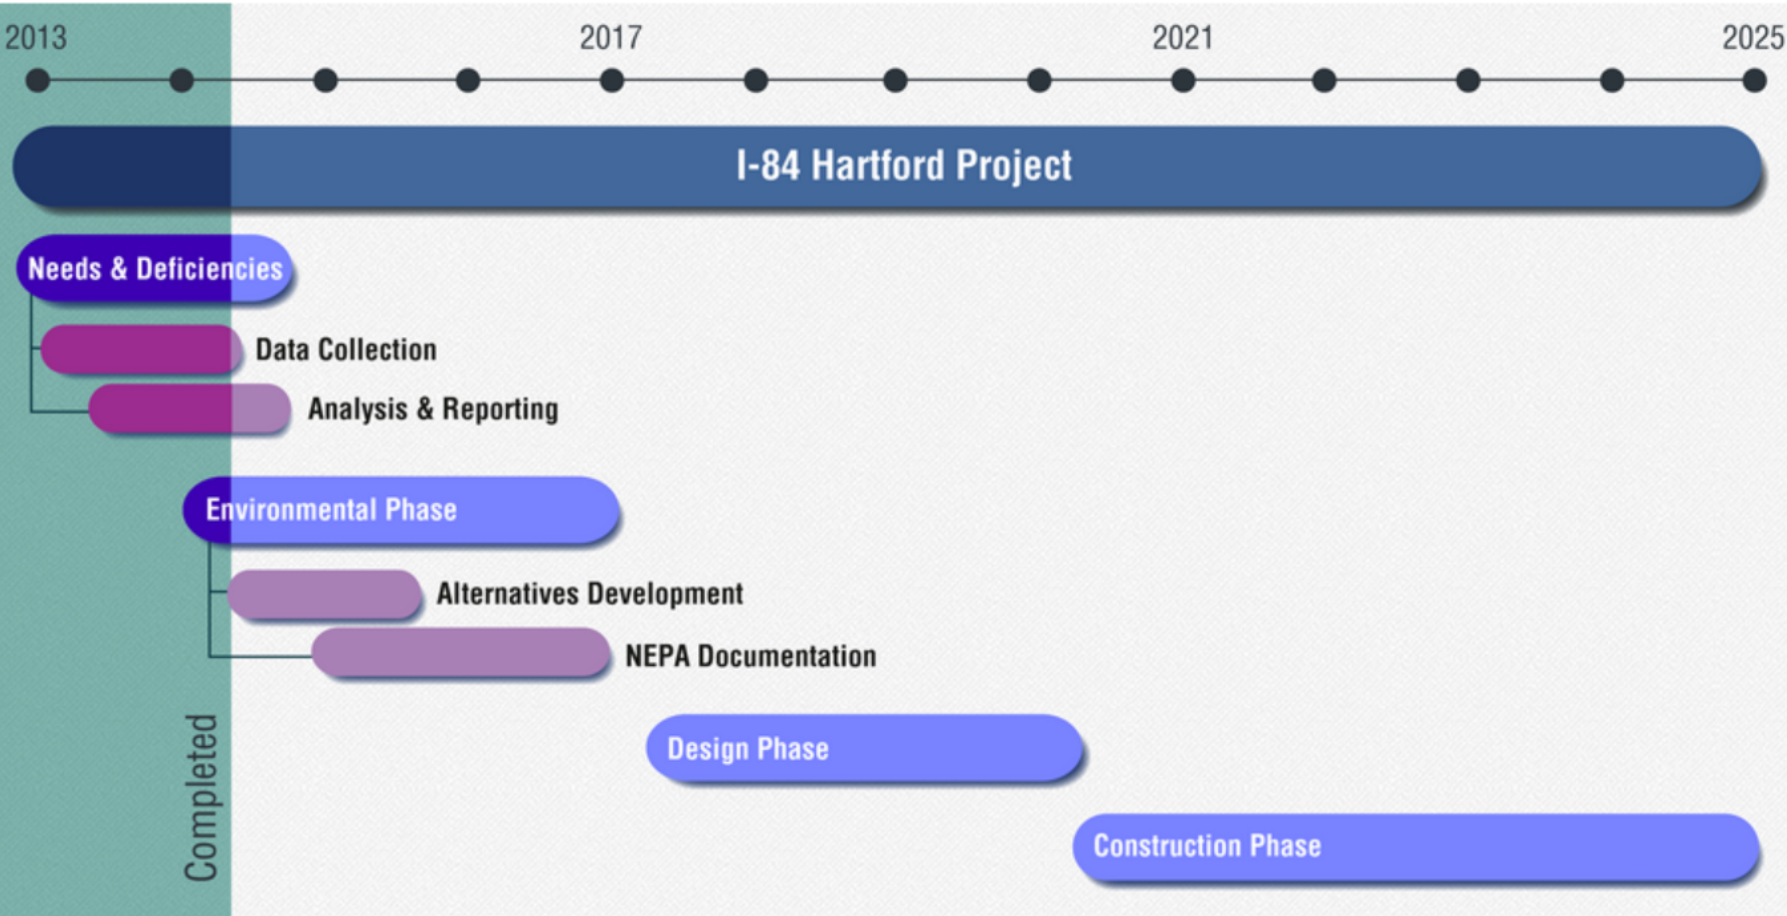 2013 2017 2021 2025
I-84 Hartford Project
Needs & Deficiencies
Data Collection
Analysis & Reporting
Environmental Phase
Alternatives Development
NEPA Documentation
Design Phase
Completed
Construction Phase